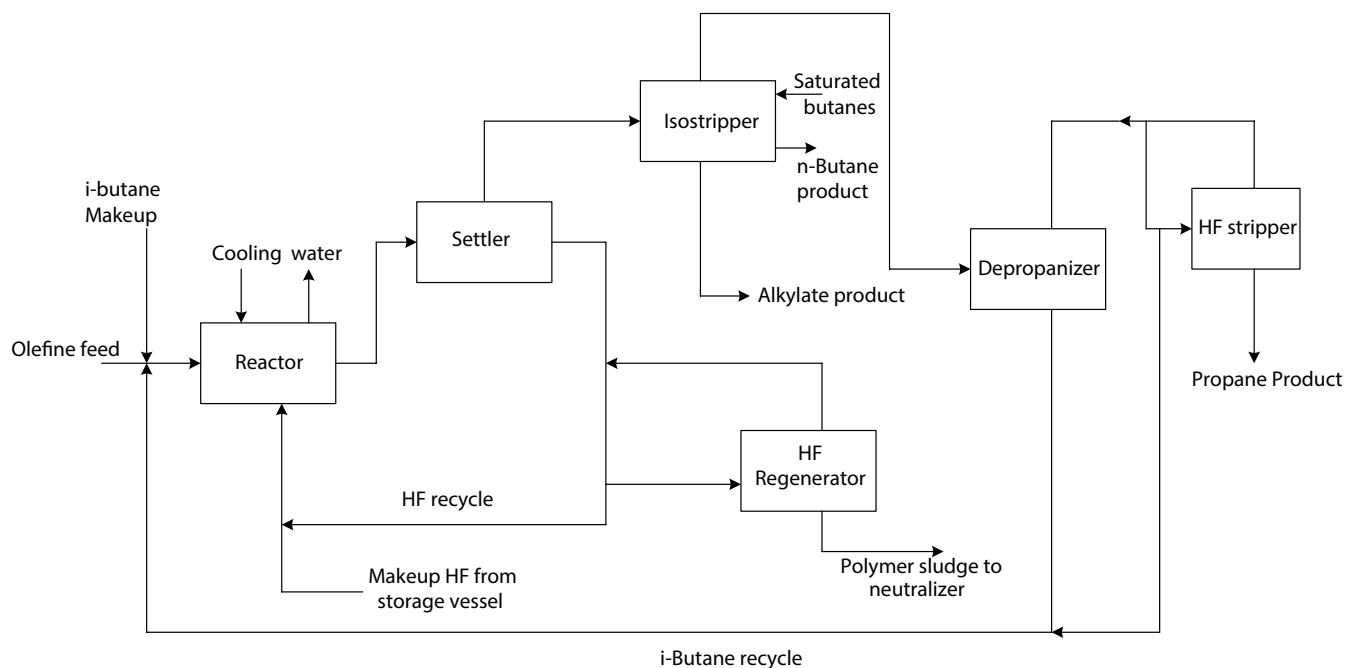 Saturated
butanes
Isostripper
n-Butane
product
i-butane
Makeup
Settler
HF stripper
Cooling water
Depropanizer
Alkylate product
Olefine feed
Reactor
Propane Product
HF
Regenerator
HF recycle
Makeup HF from
storage vessel
Polymer sludge to
neutralizer
i-Butane recycle